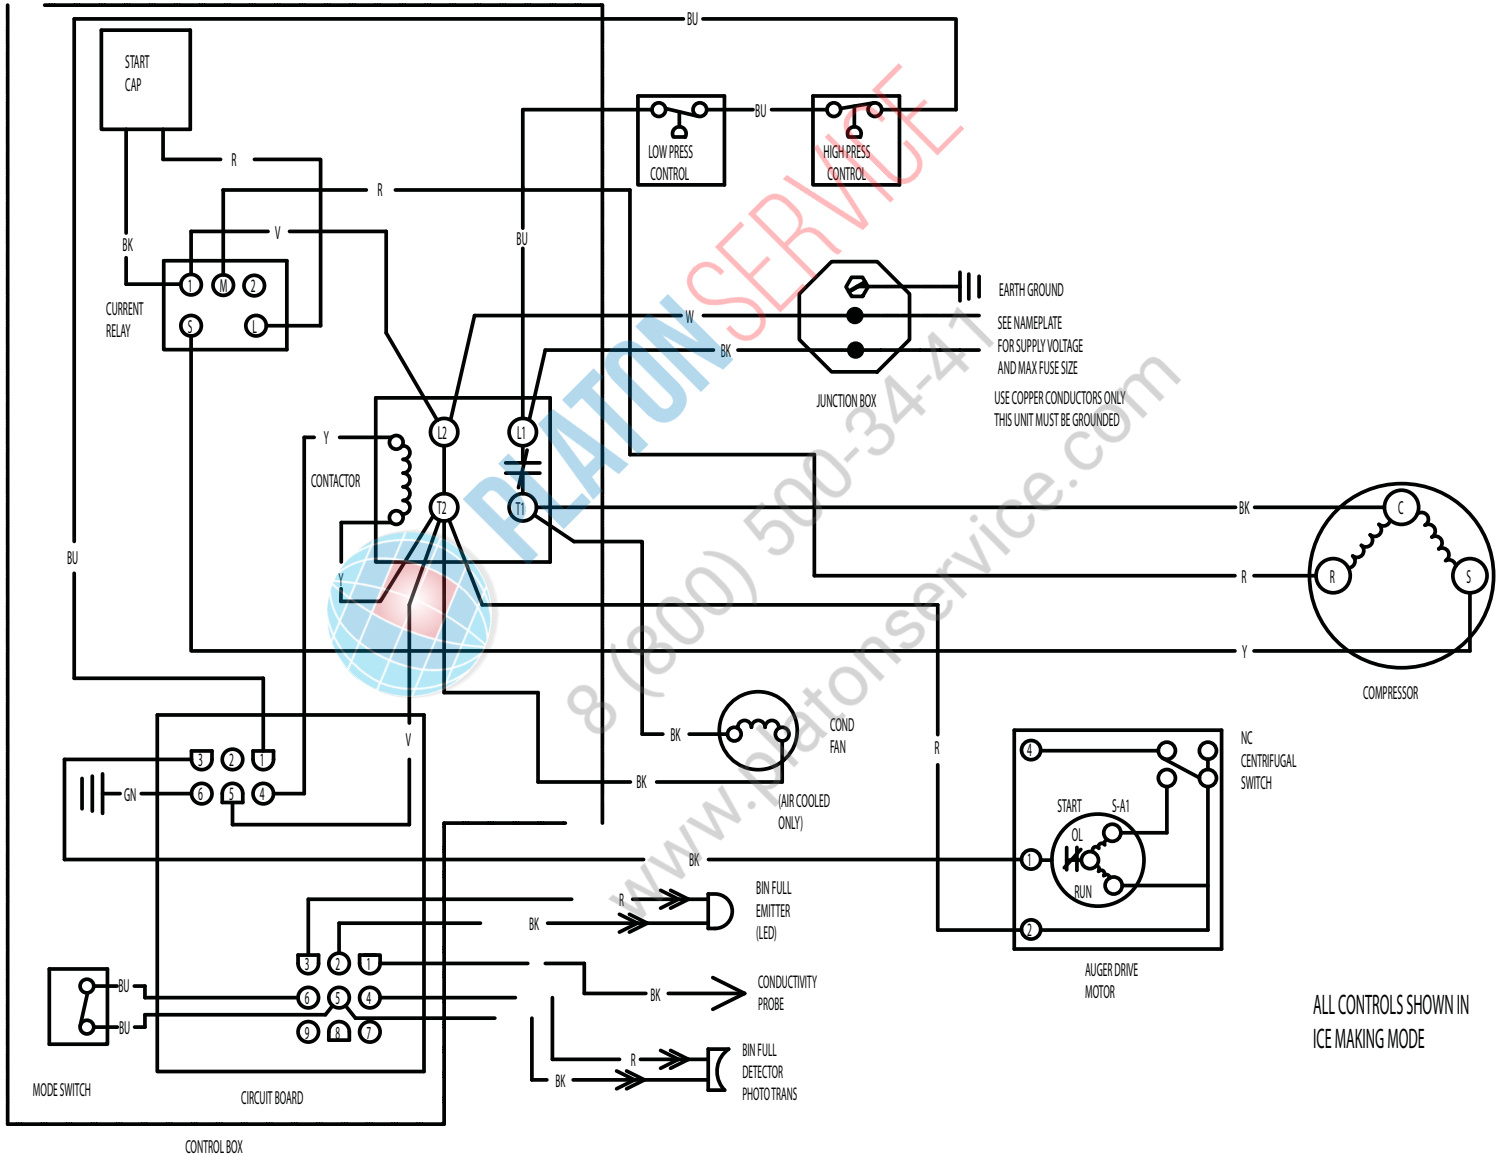 BU
START
CAP
R
BU
LOW PRESS
CONTROL
HIGH PRESS
CONTROL
R
V
BK
BU
1 M 2
S L
CURRENT
RELAY
W
BK
EARTH GROUND
SEE NAMEPLATE
FOR SUPPLY VOLTAGE
AND MAX FUSE SIZE
USE COPPER CONDUCTORS ONLY
THIS UNIT MUST BE GROUNDED
JUNCTION BOX
L2 L1
Y
CONTACTOR
T2 T1
Y
BU
BK
C
R
R S
Y
COMPRESSOR
V
3 2 1
6 5 4
GN
BK
COND
FAN
BK
(AIR COOLED
ONLY)
R
4
NC
CENTRIFUGAL
SWITCH
START S-A1
OL
RUN
1
2
AUGER DRIVE
MOTOR
BK
R
BK
BIN FULL
EMITTER
(LED)
3 2 1
6 5 4
9 8 7
BU
BU
MODE SWITCH
BK
CONDUCTIVITY
PROBE
R
BK
BIN FULL
DETECTOR
PHOTO TRANS
CIRCUIT BOARD
CONTROL BOX
ALL CONTROLS SHOWN IN
ICE MAKING MODE
PLATONSERVICE
8 (800) 500-34-41
www.platonservice.com